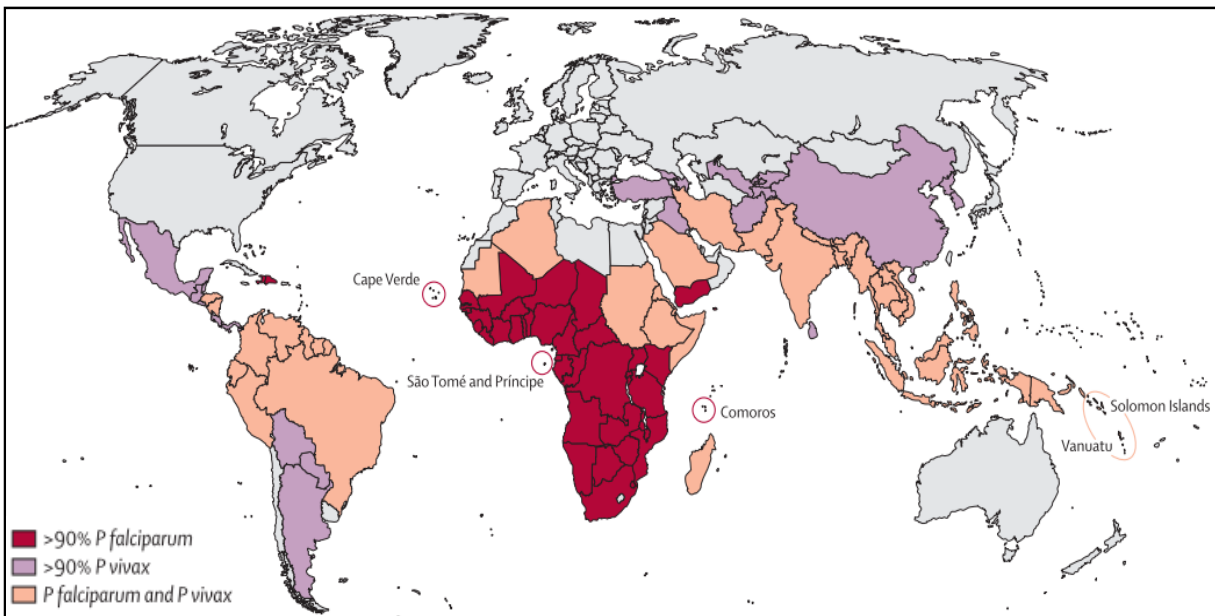 Cape Verde
São Tomé and Príncipe
Comoros
Solomon Islands
Vanuatu
>90% P falciparum
>90% P vivax
P falciparum and P vivax